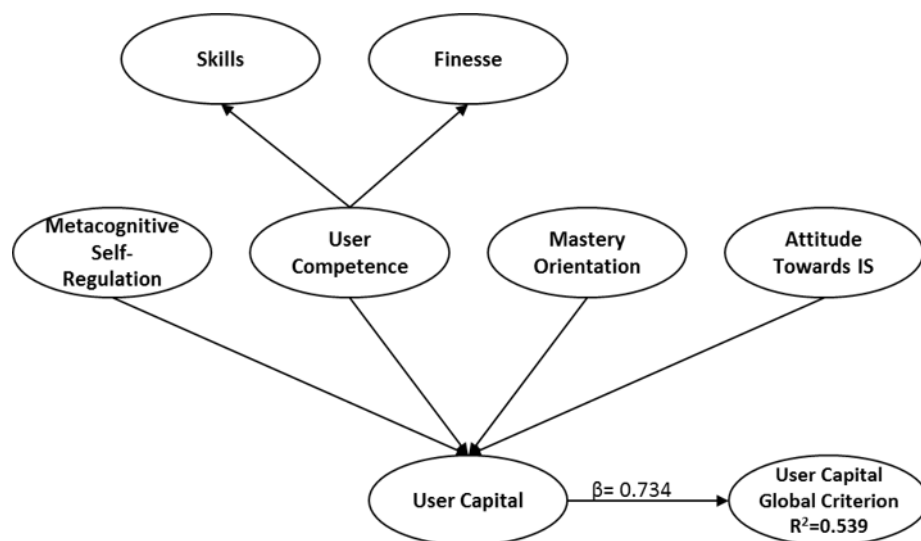 Skills
Finesse
Metacognitive
Self-
Regulation
User
Competence
Mastery
Orientation
Attitude
Towards IS
User Capital
β= 0.734
User Capital
Global Criterion
R²=0.539